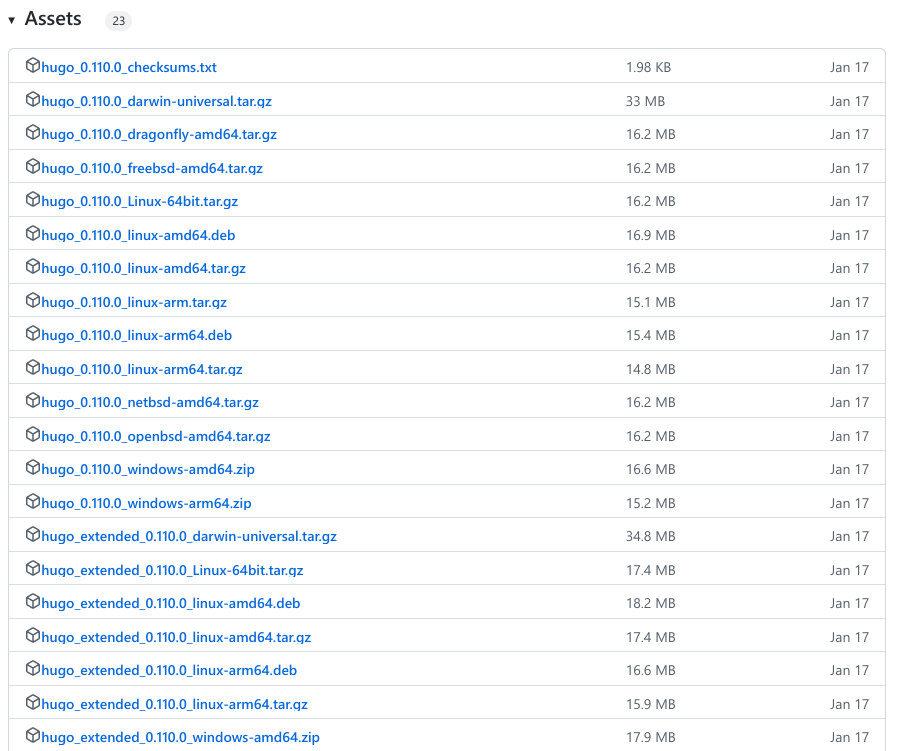 Assets 23
hugo_0.110.0_checksums.txt 1.98 KB Jan 17
hugo_0.110.0_darwin-universal.tar.gz 33 MB Jan 17
hugo_0.110.0_dragonfly-amd64.tar.gz 16.2 MB Jan 17
hugo_0.110.0_freebsd-amd64.tar.gz 16.2 MB Jan 17
hugo_0.110.0_Linux-64bit.tar.gz 16.2 MB Jan 17
hugo_0.110.0_linux-amd64.deb 16.9 MB Jan 17
hugo_0.110.0_linux-amd64.tar.gz 16.2 MB Jan 17
hugo_0.110.0_linux-arm.tar.gz 15.1 MB Jan 17
hugo_0.110.0_linux-arm64.deb 15.4 MB Jan 17
hugo_0.110.0_linux-arm64.tar.gz 14.8 MB Jan 17
hugo_0.110.0_netbsd-amd64.tar.gz 16.2 MB Jan 17
hugo_0.110.0_openbsd-amd64.tar.gz 16.2 MB Jan 17
hugo_0.110.0_windows-amd64.zip 16.6 MB Jan 17
hugo_0.110.0_windows-arm64.zip 15.2 MB Jan 17
hugo_extended_0.110.0_darwin-universal.tar.gz 34.8 MB Jan 17
hugo_extended_0.110.0_Linux-64bit.tar.gz 17.4 MB Jan 17
hugo_extended_0.110.0_linux-amd64.deb 18.2 MB Jan 17
hugo_extended_0.110.0_linux-amd64.tar.gz 17.4 MB Jan 17
hugo_extended_0.110.0_linux-arm64.deb 16.6 MB Jan 17
hugo_extended_0.110.0_linux-arm64.tar.gz 15.9 MB Jan 17
hugo_extended_0.110.0_windows-amd64.zip 17.9 MB Jan 17